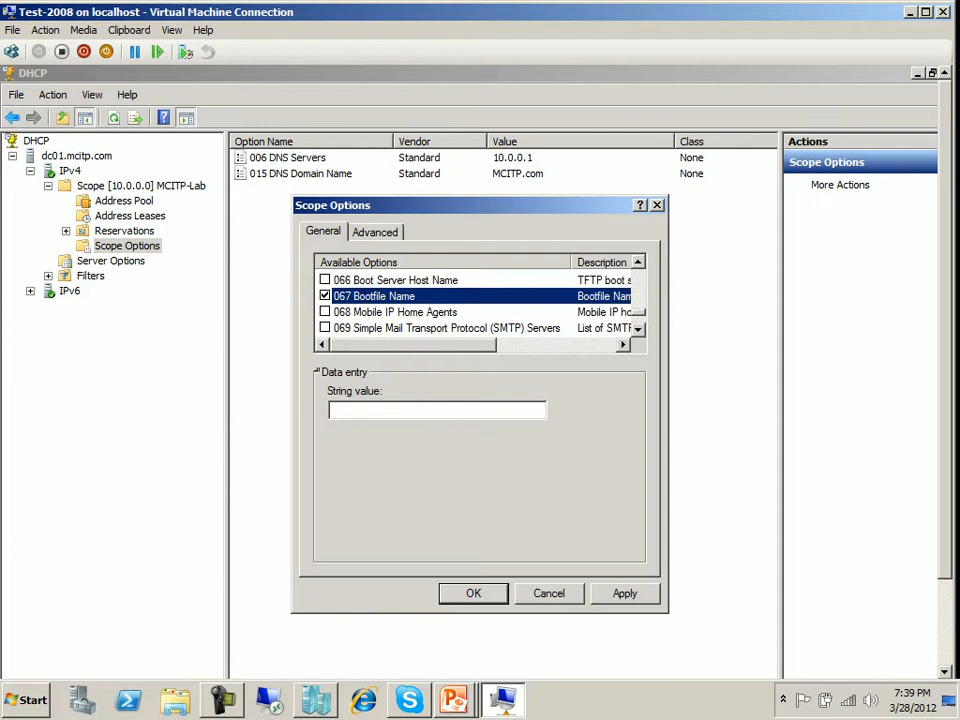 Test-2008 on localhost - Virtual Machine Connection
File Action Media Clipboard View Help
DHCP
File Action View Help
DHCP
dc01.mcitp.com
IPv4
Scope [10.0.0.0] MCITP-Lab
Address Pool
Address Leases
Reservations
Scope Options
Server Options
Filters
IPv6
Option Name Vendor Value Class
006 DNS Servers Standard 10.0.0.1 None
015 DNS Domain Name Standard MCITP.com None
Actions
Scope Options
More Actions
Scope Options
General Advanced
Available Options Description
066 Boot Server Host Name TFTP boot s
067 Bootfile Name Bootfile Nam
068 Mobile IP Home Agents Mobile IP ho
069 Simple Mail Transport Protocol (SMTP) Servers List of SMT
Data entry
String value:
OK Cancel Apply
Start
7:39 PM
3/28/2012